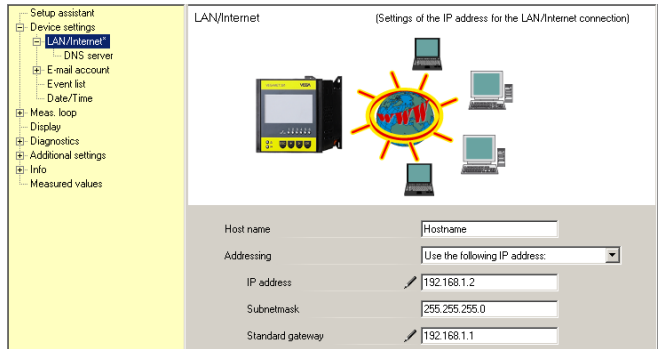 Setup assistant
Device settings
LAN/Internet*
DNS server
E-mail account
Event list
Date/Time
Meas. loop
Display
Diagnostics
Additional settings
Info
Measured values
LAN/Internet
(Settings of the IP address for the LAN/Internet connection)
VEGA
WWW
Host name
Hostname
Addressing
Use the following IP address:
IP address
192.168.1.2
Subnetmask
255.255.255.0
Standard gateway
192.168.1.1